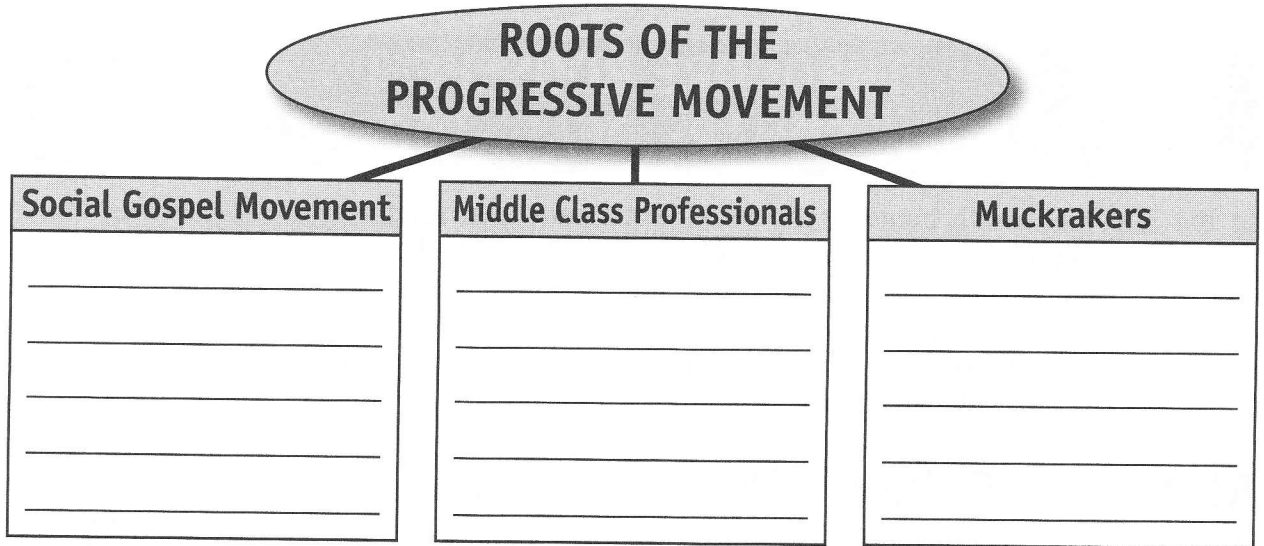 ROOTS OF THE
PROGRESSIVE MOVEMENT
Social Gospel Movement
Middle Class Professionals
Muckrakers